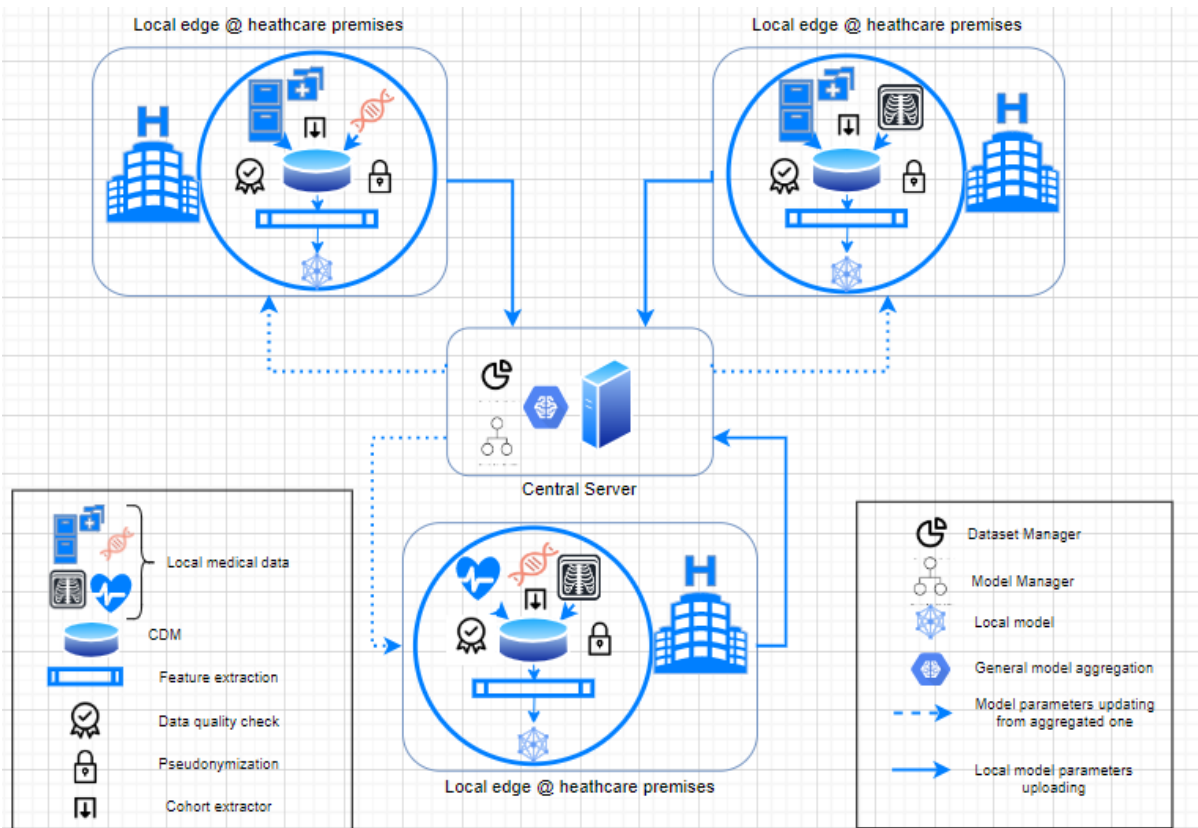 Local edge @ heathcare premises
Local edge @ heathcare premises
H
H
Central Server
H
Local edge @ heathcare premises
Local medical data
CDM
Feature extraction
Data quality check
Pseudonymization
Cohort extractor
Dataset Manager
Model Manager
Local model
General model aggregation
Model parameters updating
from aggregated one
Local model parameters
uploading